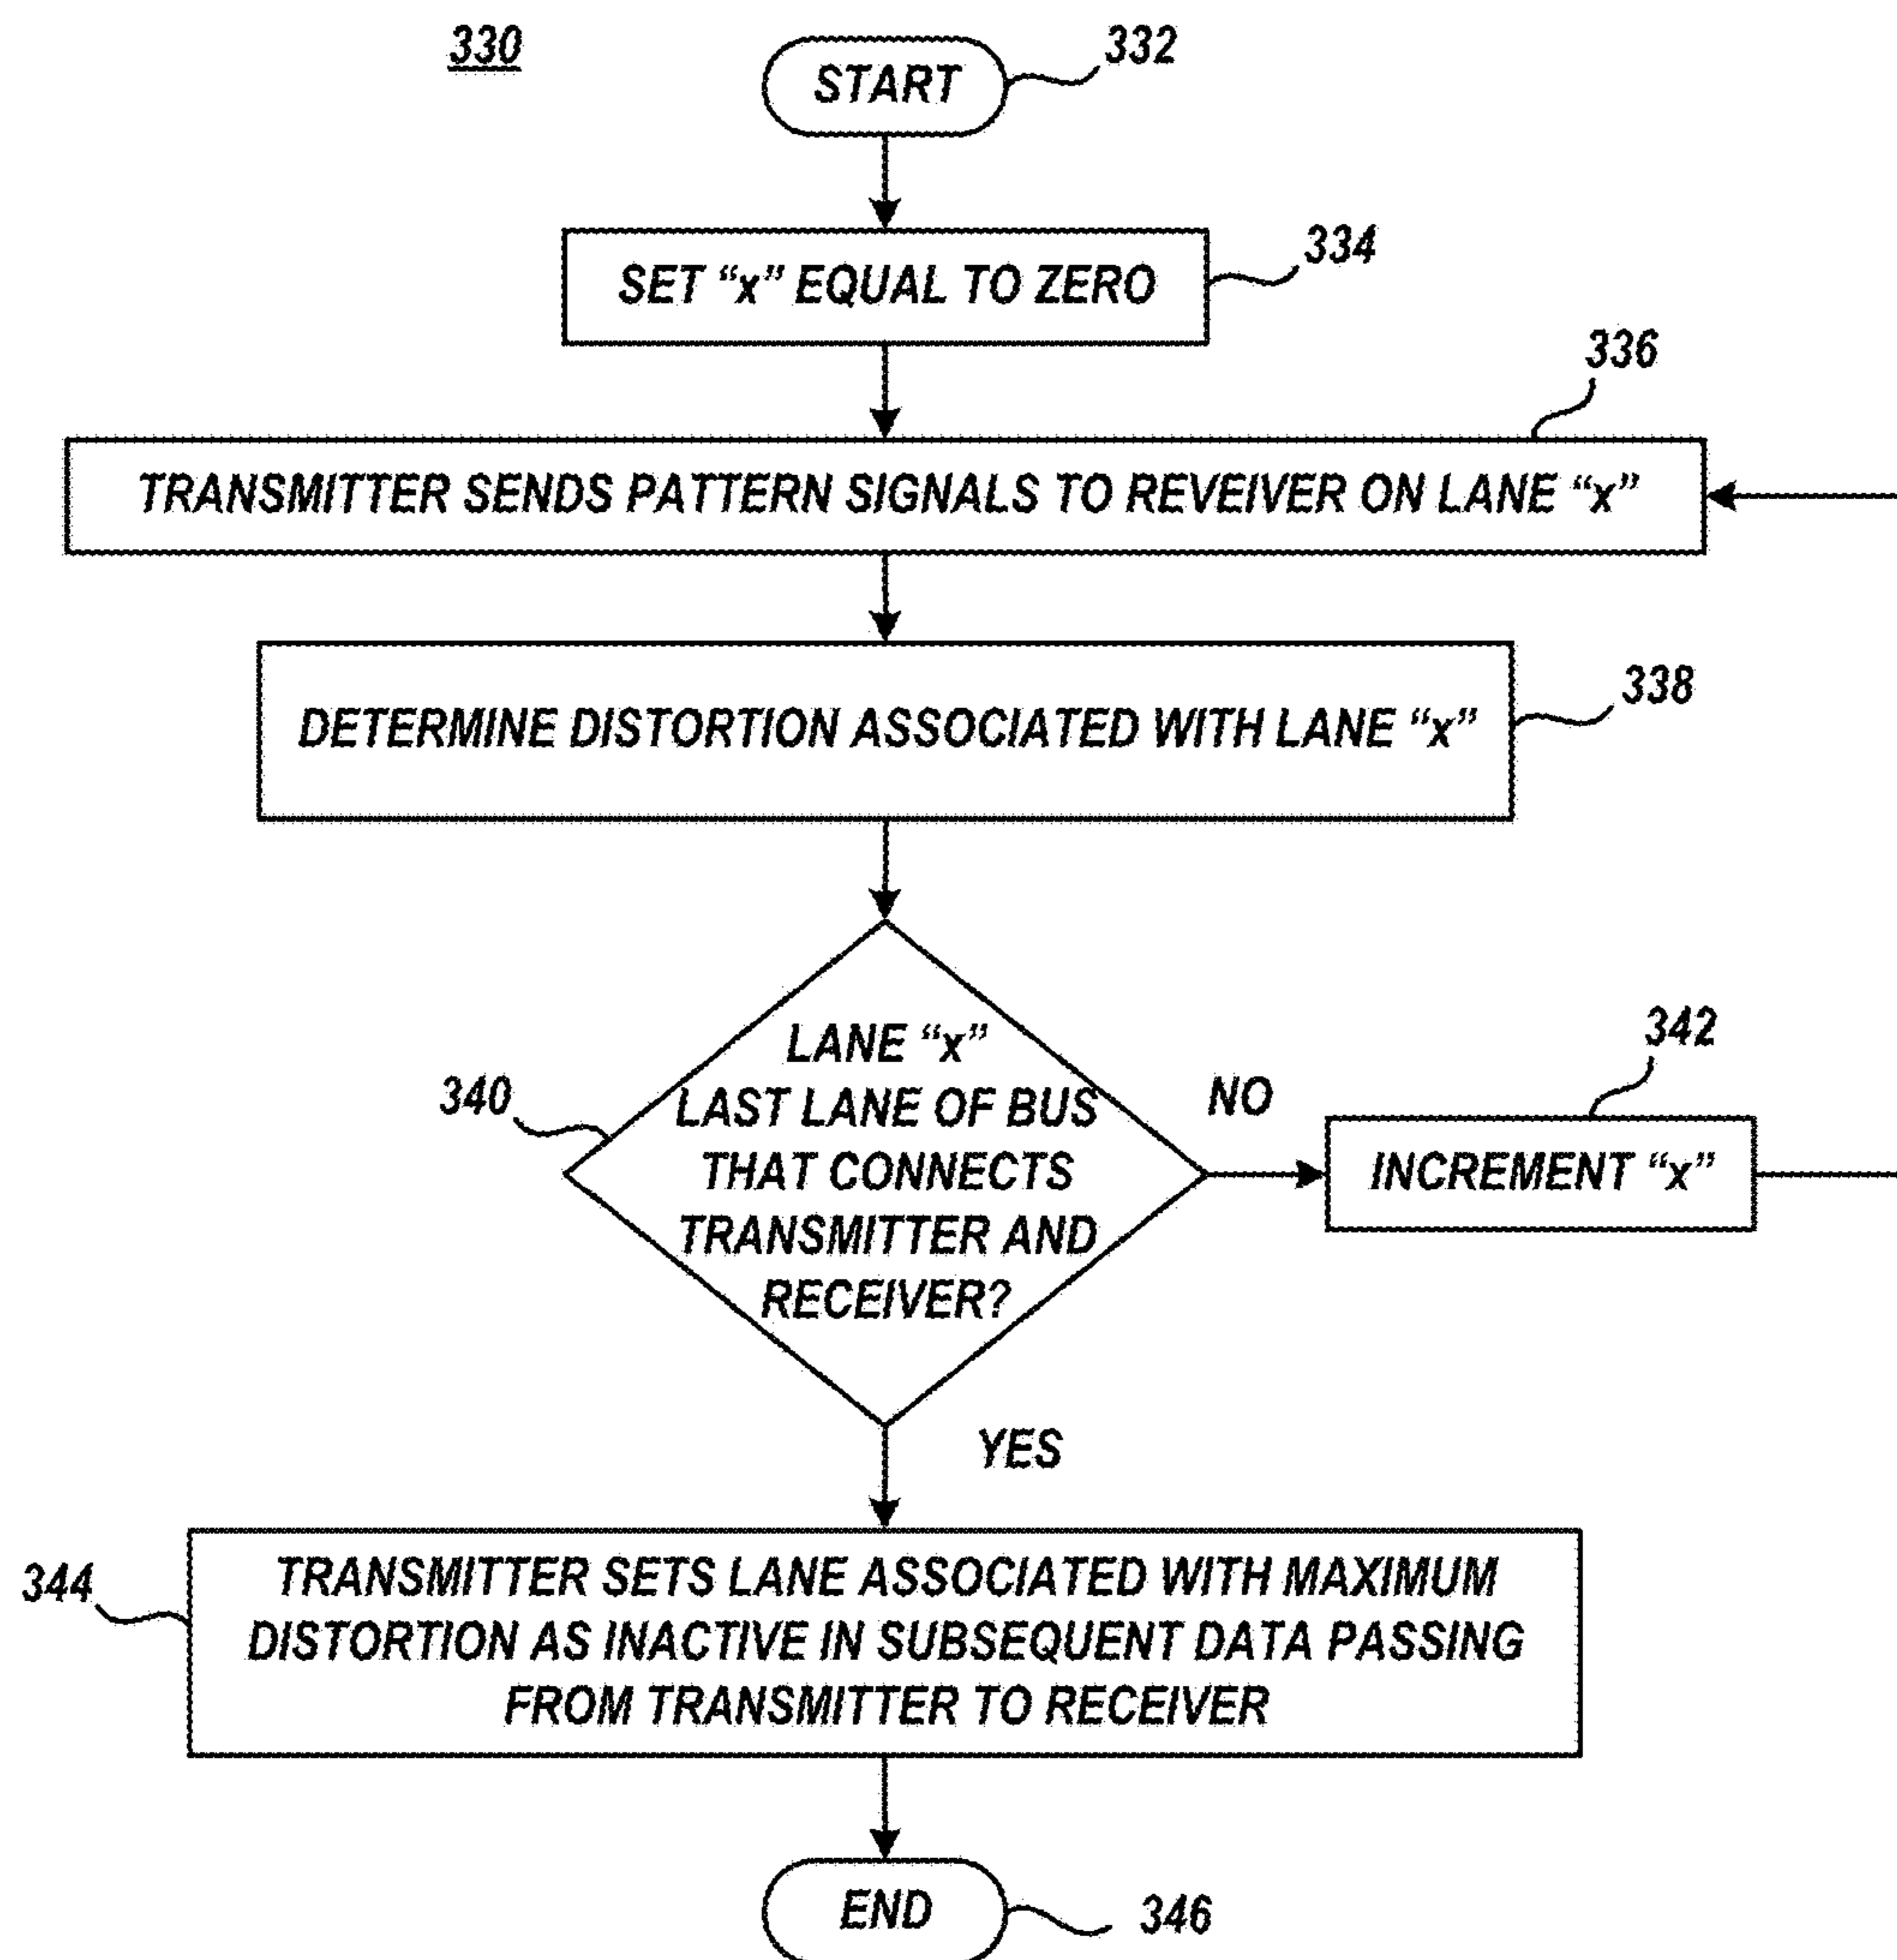 330
START
332
SET “x” EQUAL TO ZERO
334
336
TRANSMITTER SENDS PATTERN SIGNALS TO REVEIVER ON LANE “x”
338
DETERMINE DISTORTION ASSOCIATED WITH LANE “x”
340
LANE “x”
LAST LANE OF BUS
THAT CONNECTS
TRANSMITTER AND
RECEIVER?
NO
342
INCREMENT “x”
YES
344
TRANSMITTER SETS LANE ASSOCIATED WITH MAXIMUM
DISTORTION AS INACTIVE IN SUBSEQUENT DATA PASSING
FROM TRANSMITTER TO RECEIVER
END
346